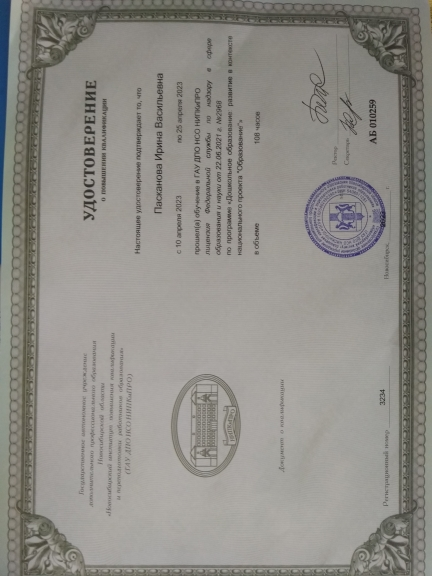 Государственное автономное учреждение
дополнительного профессионального образования
Новосибирской области
«Новосибирский институт повышения квалификации
и переподготовки работников образования»
(ГАУ ДПО НСО НИПКиПРО)
Документ о квалификации
Регистрационный номер 3234
УДОСТОВЕРЕНИЕ
О ПОВЫШЕНИИ КВАЛИФИКАЦИИ
Настоящее удостоверение подтверждает то, что
Пасканова Ирина Васильевна
с 10 апреля 2023 по 25 апреля 2023
прошел(а) обучение в ГАУ ДПО НСО НИПКиПРО
лицензия Федеральной службы по надзору в сфере
образования и науки от 22.06.2021 г. №2968
по программе «Дошкольное образование: развитие в контексте
национального проекта "Образование"»
в объеме 108 часов
Ректор
Секретарь
АБ 010259
Новосибирск 2023 г.